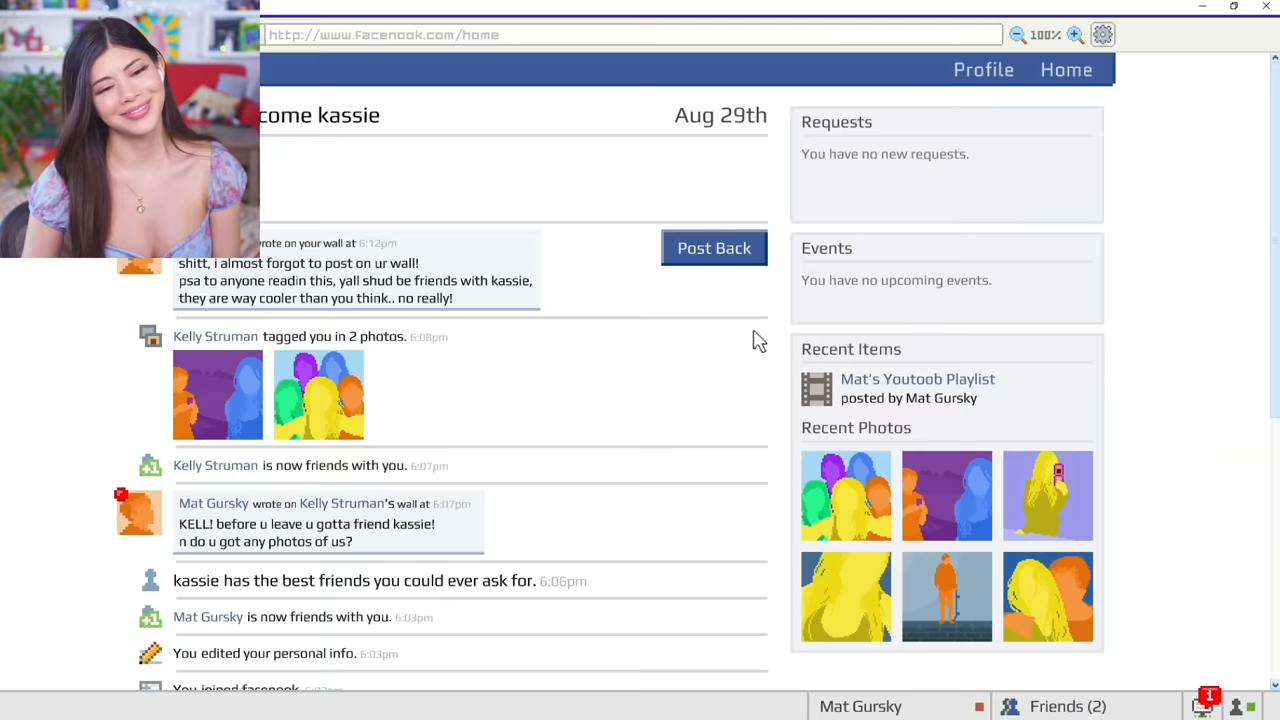 http://www.facenook.com/home
100%
Profile
Home
come kassie
Aug 29th
wrote on your wall at 6:12pm
shitt, i almost forgot to post on ur wall!
psa to anyone readin this, yall shud be friends with kassie,
they are way cooler than you think.. no really!
Post Back
Kelly Struman tagged you in 2 photos. 6:08pm
Kelly Struman is now friends with you. 6:07pm
Mat Gursky wrote on Kelly Struman's wall at 6:07pm
KELL! before u leave u gotta friend kassie!
n do u got any photos of us?
kassie has the best friends you could ever ask for. 6:06pm
Mat Gursky is now friends with you. 6:03pm
You edited your personal info. 6:03pm
You joined facenook.
Requests
You have no new requests.
Events
You have no upcoming events.
Recent Items
Mat's Youtoob Playlist
posted by Mat Gursky
Recent Photos
Mat Gursky
Friends (2)
1